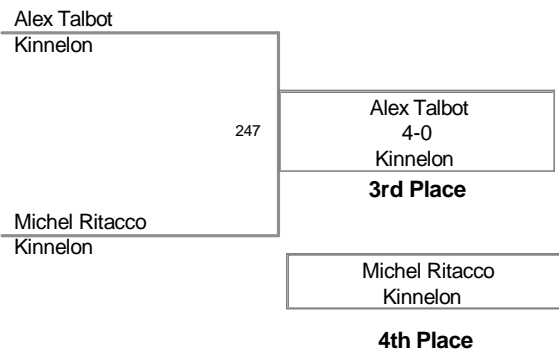 Alex Talbot
Kinnelon
247
Alex Talbot
4-0
Kinnelon
3rd Place
Michel Ritacco
Kinnelon
Michel Ritacco
Kinnelon
4th Place